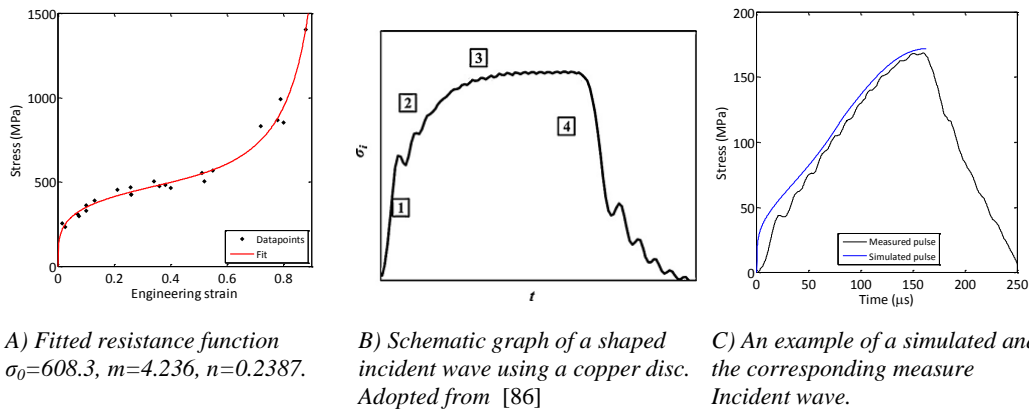 1500
1000
500
0
0
0.2
0.4
0.6
0.8
Stress (MPa)
Engineering strain
Datapoints
Fit
σi
1
2
3
4
t
200
150
100
50
0
0
50
100
150
200
250
Stress (MPa)
Time (μs)
Measured pulse
Simulated pulse
A) Fitted resistance function
σ0=608.3, m=4.236, n=0.2387.
B) Schematic graph of a shaped
incident wave using a copper disc.
Adopted from [86]
C) An example of a simulated and
the corresponding measure
Incident wave.